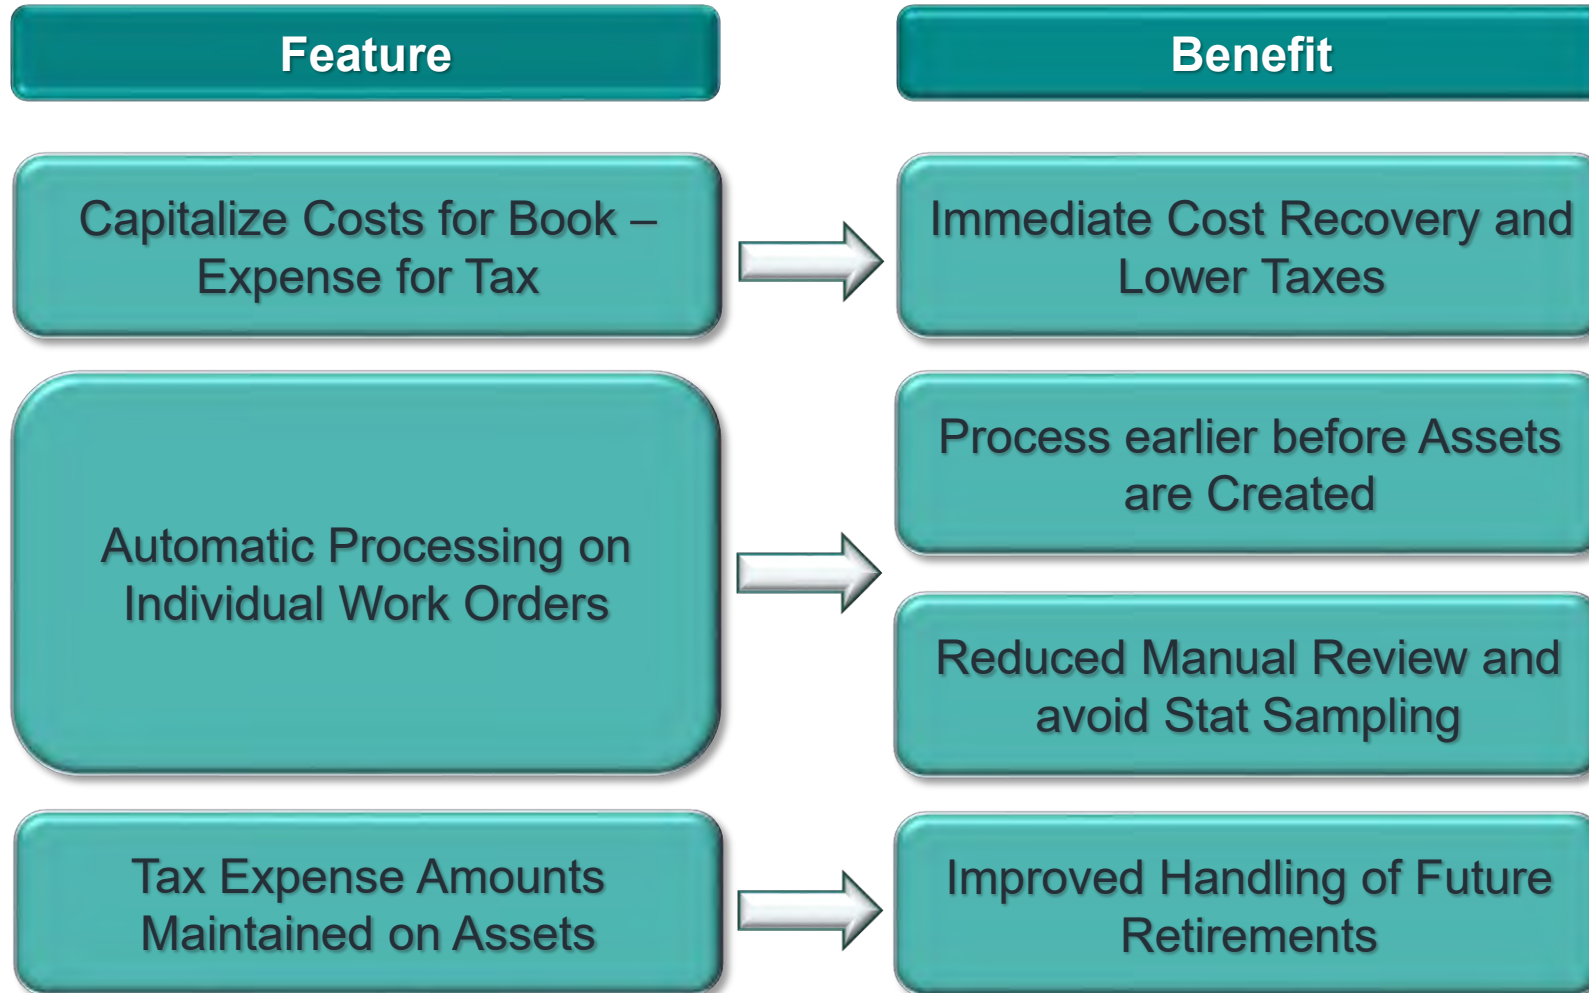 Feature
Benefit
Capitalize Costs for Book –
Expense for Tax
Immediate Cost Recovery and
Lower Taxes
Automatic Processing on
Individual Work Orders
Process earlier before Assets
are Created
Reduced Manual Review and
avoid Stat Sampling
Tax Expense Amounts
Maintained on Assets
Improved Handling of Future
Retirements